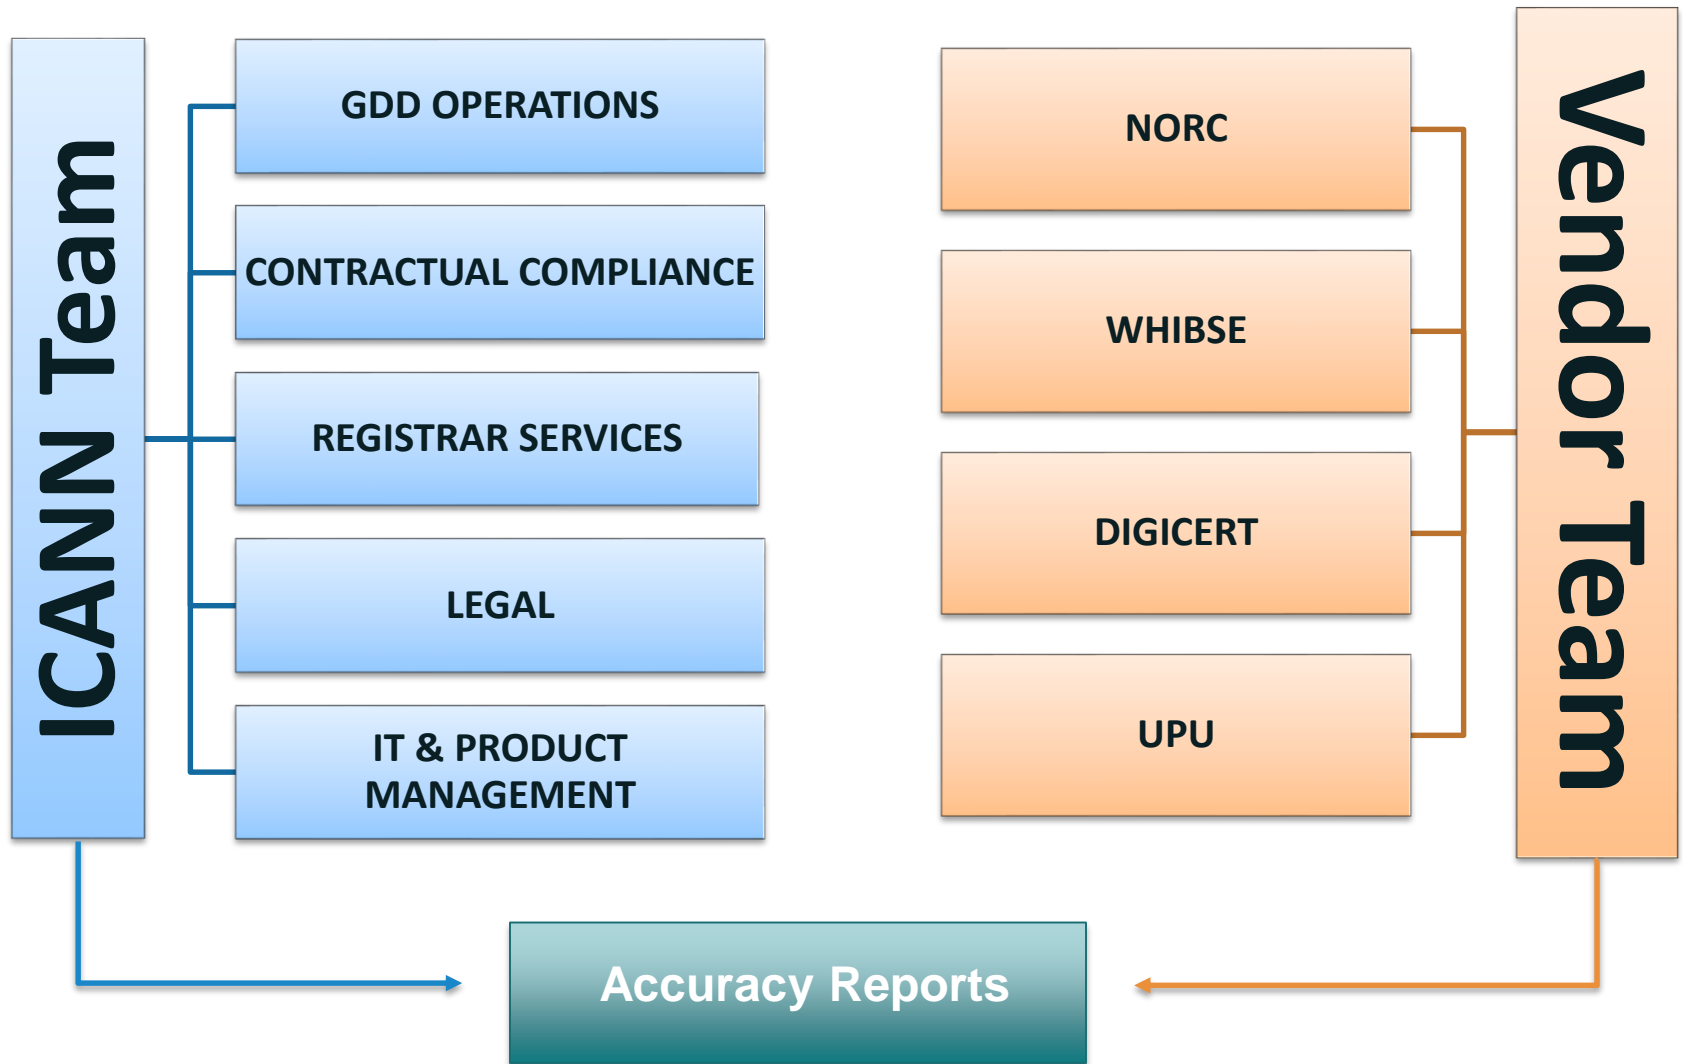 ICANN Team
GDD OPERATIONS
CONTRACTUAL COMPLIANCE
REGISTRAR SERVICES
LEGAL
IT & PRODUCT
MANAGEMENT
NORC
WHIBSE
DIGICERT
UPU
Vendor Team
Accuracy Reports